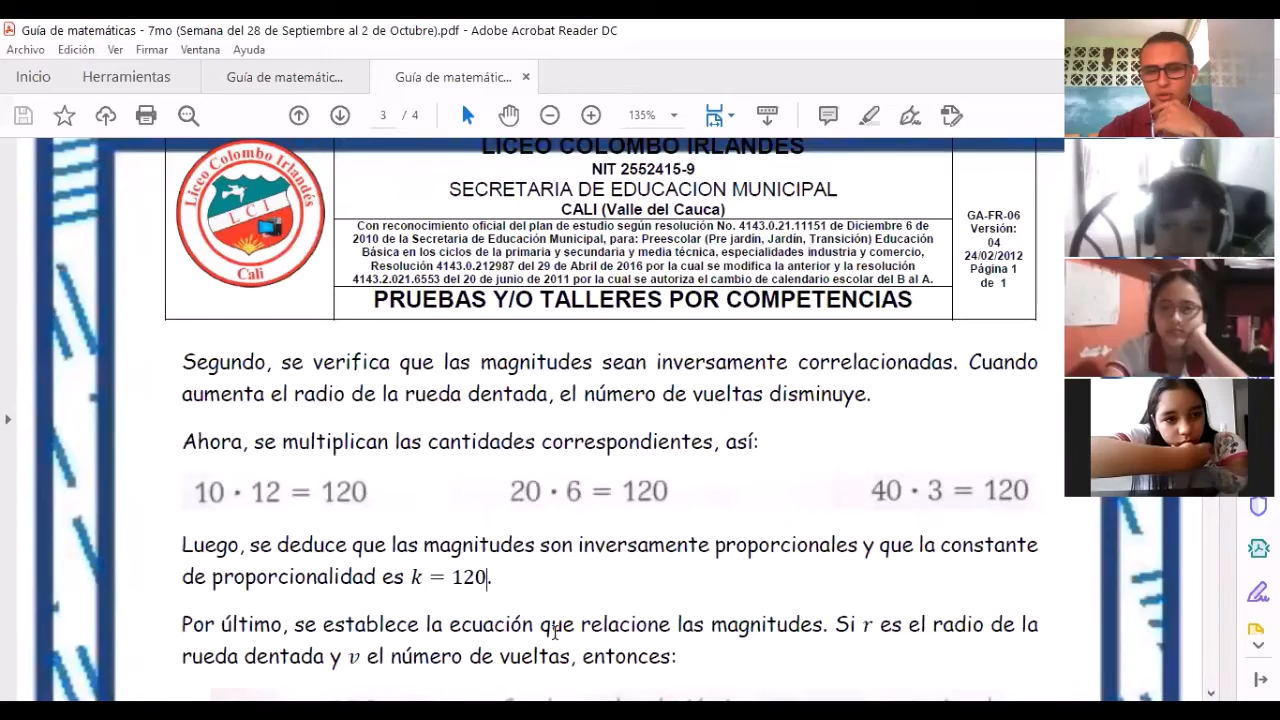 Guía de matemáticas - 7mo (Semana del 28 de Septiembre al 2 de Octubre).pdf - Adobe Acrobat Reader DC
Archivo Edición Ver Firmar Ventana Ayuda
Inicio Herramientas Guía de matemátic... Guía de matemátic... ×
3 / 4 135%
LICEO COLOMBO IRLANDES
NIT 2552415-9
SECRETARIA DE EDUCACION MUNICIPAL
CALI (Valle del Cauca)
Con reconocimiento oficial del plan de estudio según resolución No. 4143.0.21.11151 de Diciembre 6 de
2010 de la Secretaria de Educación Municipal, para: Preescolar (Pre jardín, Jardín, Transición) Educación
Básica en los ciclos de la primaria y secundaria y media técnica, especialidades industria y comercio,
Resolución 4143.0.212987 del 29 de Abril de 2016 por la cual se modifica la anterior y la resolución
4143.2.021.6553 del 20 de junio de 2011 por la cual se autoriza el cambio de calendario escolar del B al A.
PRUEBAS Y/O TALLERES POR COMPETENCIAS
GA-FR-06
Versión:
04
24/02/2012
Página 1
de 1
Liceo Colombo Irlandés
L C I
Cali
Segundo, se verifica que las magnitudes sean inversamente correlacionadas. Cuando
aumenta el radio de la rueda dentada, el número de vueltas disminuye.
Ahora, se multiplican las cantidades correspondientes, así:
10 · 12 = 120 20 · 6 = 120 40 · 3 = 120
Luego, se deduce que las magnitudes son inversamente proporcionales y que la constante
de proporcionalidad es k = 120.
Por último, se establece la ecuación que relacione las magnitudes. Si r es el radio de la
rueda dentada y v el número de vueltas, entonces: